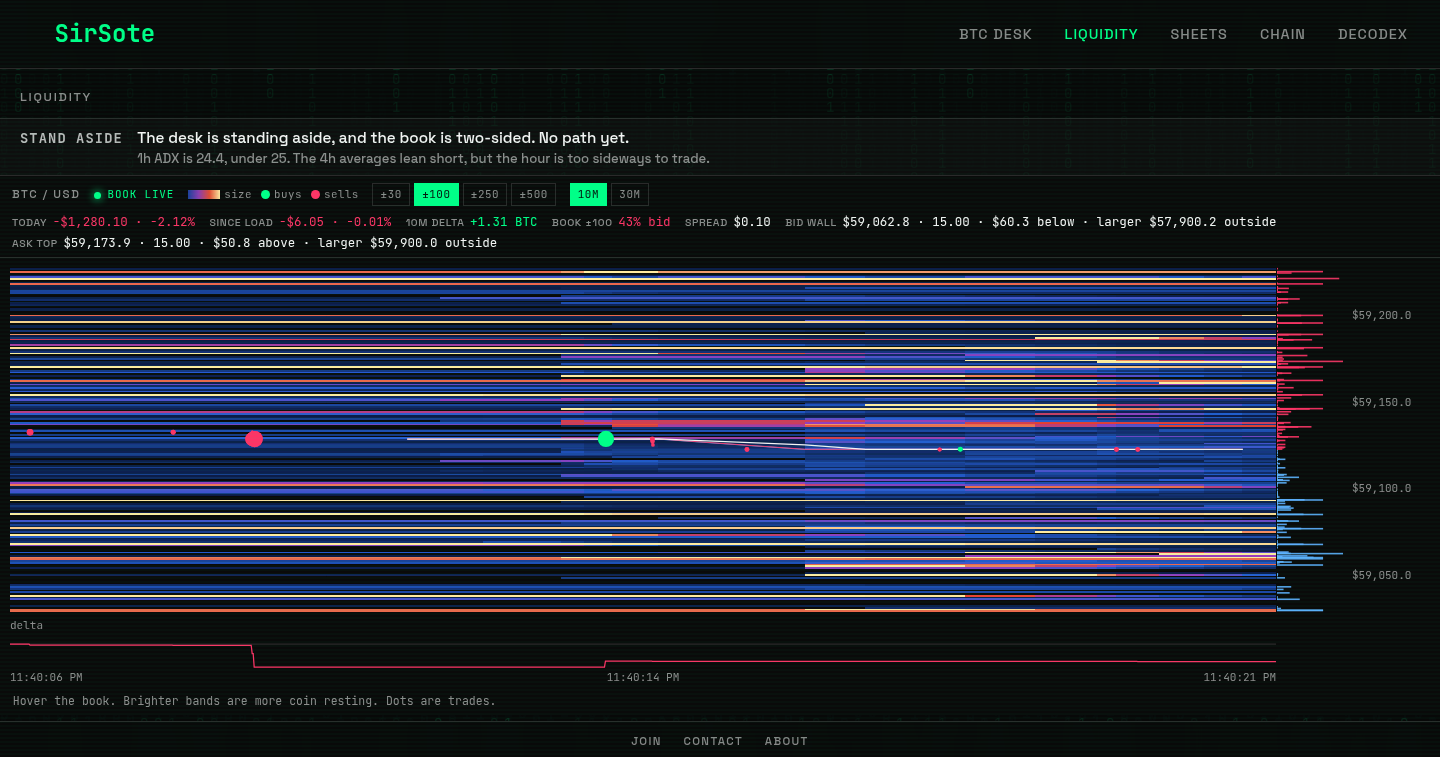 SirSote
BTC DESK LIQUIDITY SHEETS CHAIN DECODEX
LIQUIDITY
STAND ASIDE The desk is standing aside, and the book is two-sided. No path yet.
1h ADX is 24.4, under 25. The 4h averages lean short, but the hour is too sideways to trade.
BTC / USD BOOK LIVE size buys sells ±30 ±100 ±250 ±500 10M 30M
TODAY -$1,280.10 · -2.12% SINCE LOAD -$6.05 · -0.01% 10M DELTA +1.31 BTC BOOK ±100 43% bid SPREAD $0.10 BID WALL $59,062.8 · 15.00 · $60.3 below · larger $57,900.2 outside
ASK TOP $59,173.9 · 15.00 · $50.8 above · larger $59,900.0 outside
$59,200.0
$59,150.0
$59,100.0
$59,050.0
delta
11:40:06 PM 11:40:14 PM 11:40:21 PM
Hover the book. Brighter bands are more coin resting. Dots are trades.
JOIN CONTACT ABOUT